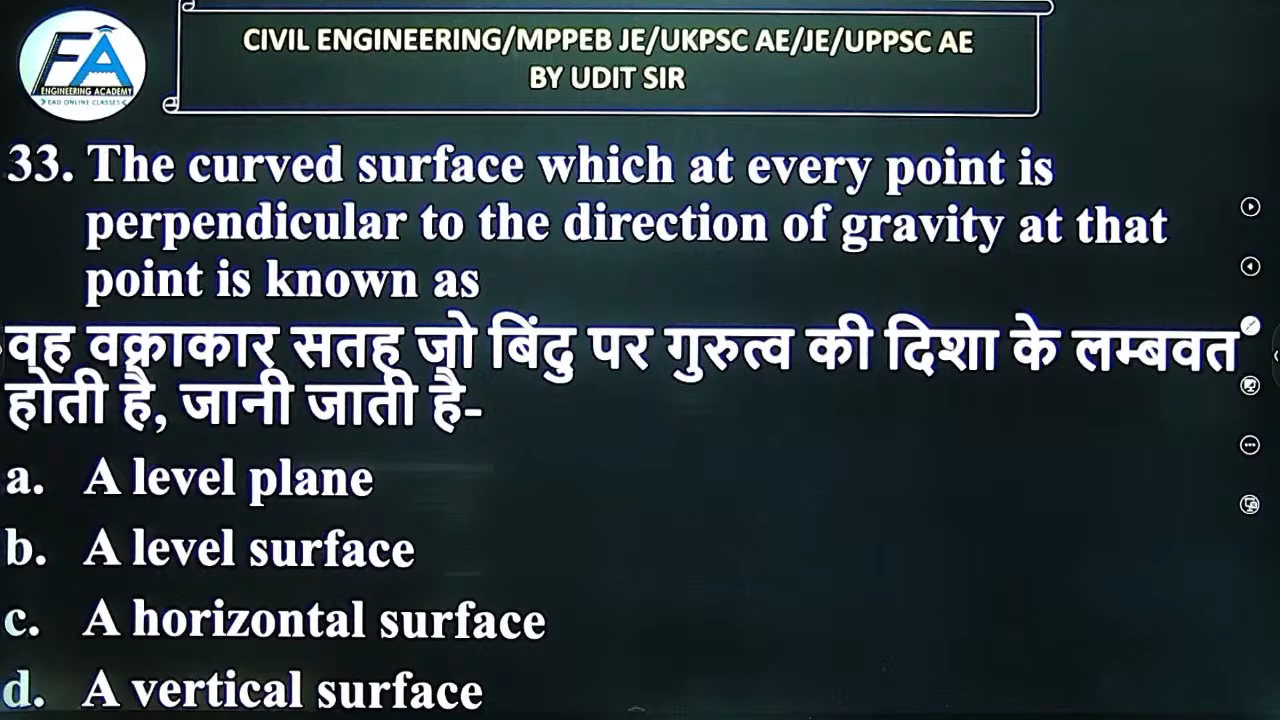 FA
ENGINEERING ACADEMY
EAD ONLINE CLASSES
CIVIL ENGINEERING/MPPEB JE/UKPSC AE/JE/UPPSC AE
BY UDIT SIR
33. The curved surface which at every point is
perpendicular to the direction of gravity at that
point is known as
वह वक्राकार सतह जो बिंदु पर गुरुत्व की दिशा के लम्बवत
होती है, जानी जाती है-
a. A level plane
b. A level surface
c. A horizontal surface
d. A vertical surface